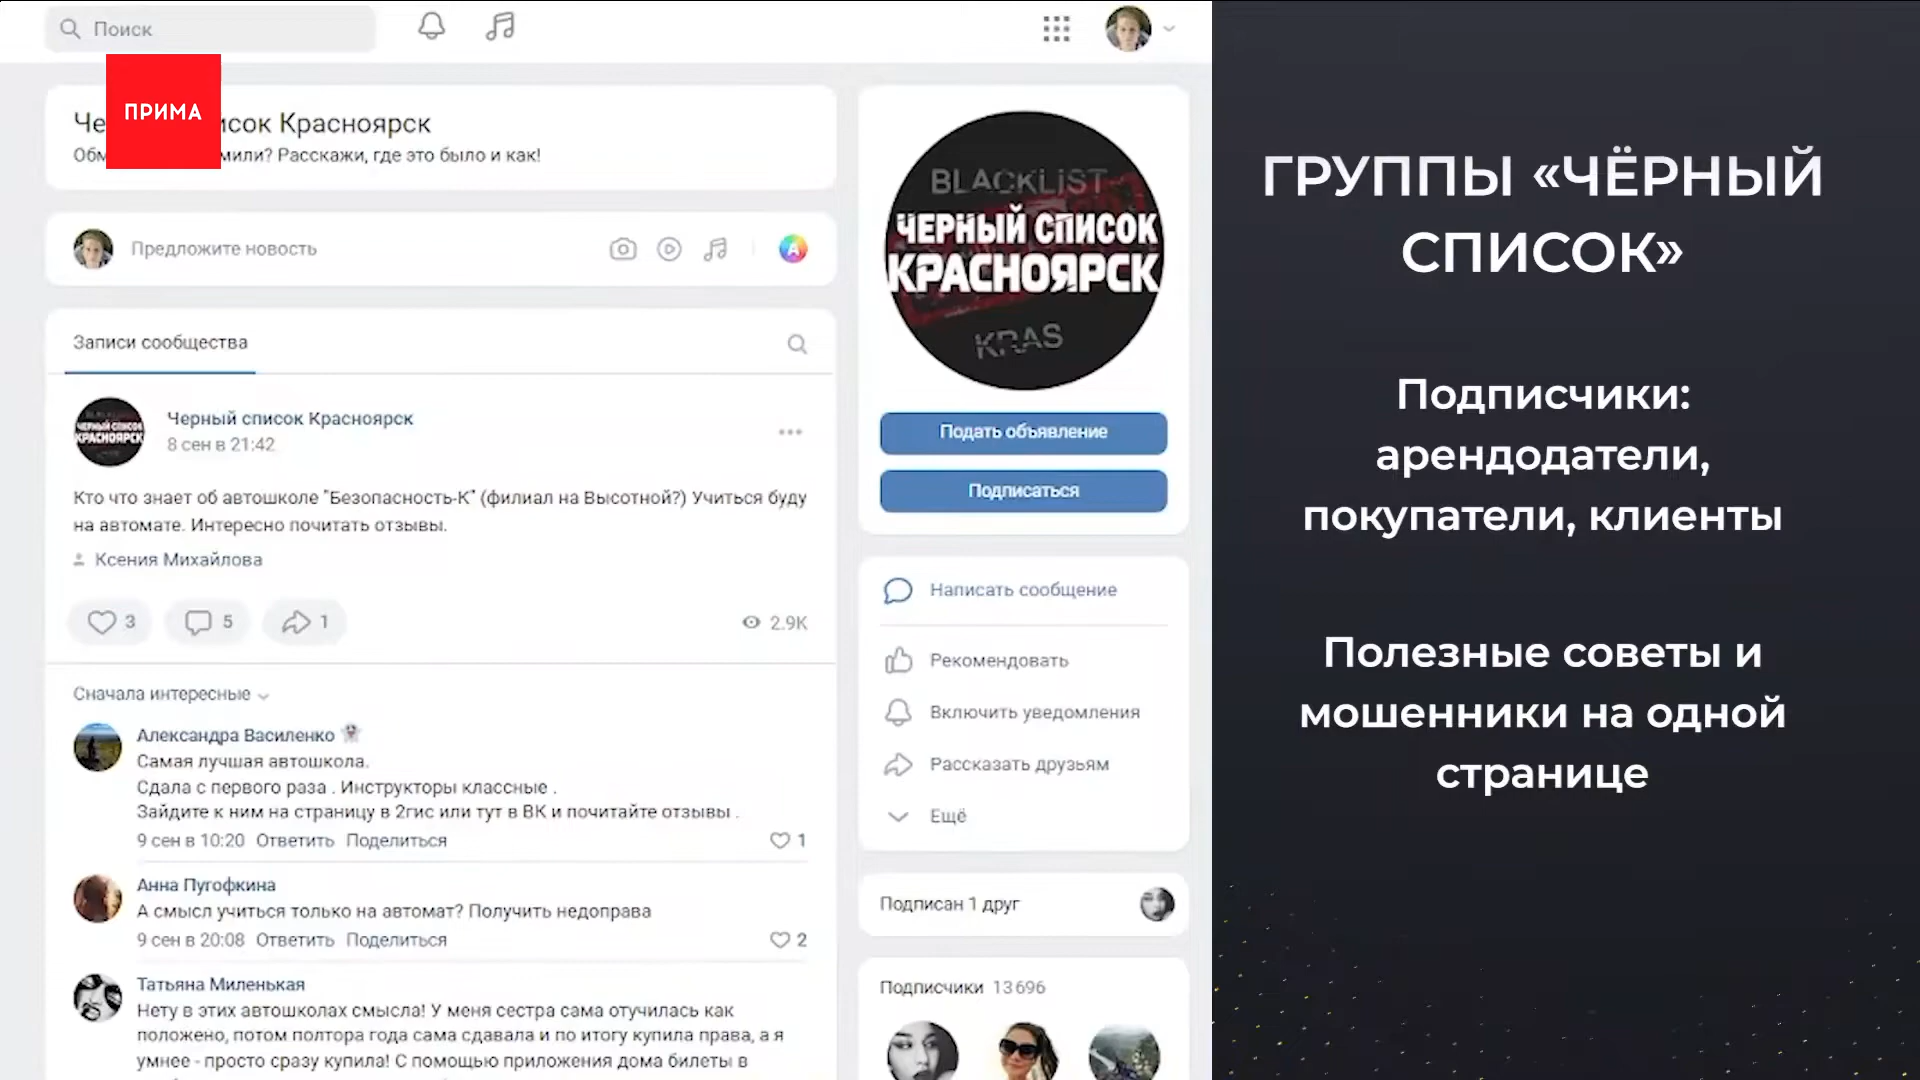 Поиск
ПРИМА
Че исок Красноярск
Обм мили? Расскажи, где это было и как!
Предложите новость
Записи сообщества
Черный список Красноярск
8 сен в 21:42
Кто что знает об автошколе "Безопасность-К" (филиал на Высотной?) Учиться буду
на автомате. Интересно почитать отзывы.
Ксения Михайлова
3 5 1 2.9K
Сначала интересные
Александра Василенко
Самая лучшая автошкола.
Сдала с первого раза . Инструкторы классные .
Зайдите к ним на страницу в 2гис или тут в ВК и почитайте отзывы .
9 сен в 10:20 Ответить Поделиться 1
Анна Пугофкина
А смысл учиться только на автомат? Получить недоправа
9 сен в 20:08 Ответить Поделиться 2
Татьяна Миленькая
Нету в этих автошколах смысла! У меня сестра сама отучилась как
положено, потом полтора года сама сдавала и по итогу купила права, а я
умнее - просто сразу купила! С помощью приложения дома билеты в
BLACKLiST
ЧЕРНЫЙ СПИСОК
КРАСНОЯРСК
KRAS
Подать объявление
Подписаться
Написать сообщение
Рекомендовать
Включить уведомления
Рассказать друзьям
Ещё
Подписан 1 друг
Подписчики 13 696
ГРУППЫ «ЧЁРНЫЙ
СПИСОК»
Подписчики:
арендодатели,
покупатели, клиенты
Полезные советы и
мошенники на одной
странице